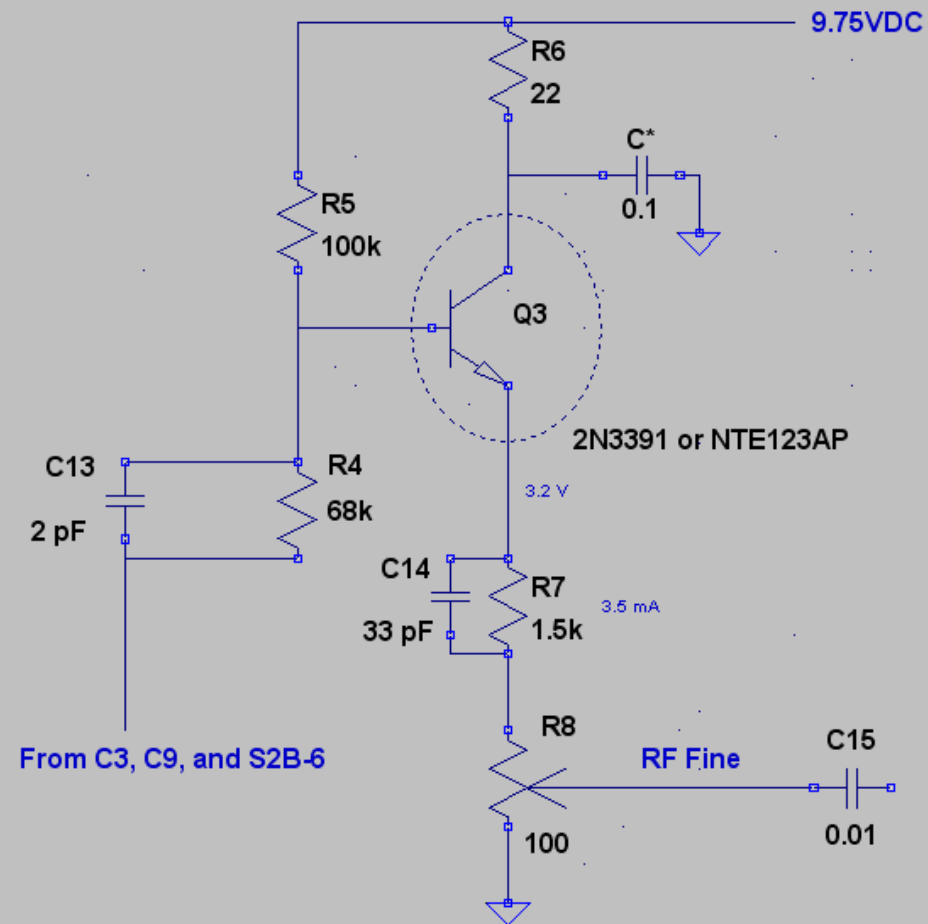 9.75VDC
R6
22
C*
0.1
R5
100k
Q3
2N3391 or NTE123AP
C13
2 pF
R4
68k
3.2 V
C14
33 pF
R7
1.5k
3.5 mA
From C3, C9, and S2B-6
R8
100
RF Fine
C15
0.01